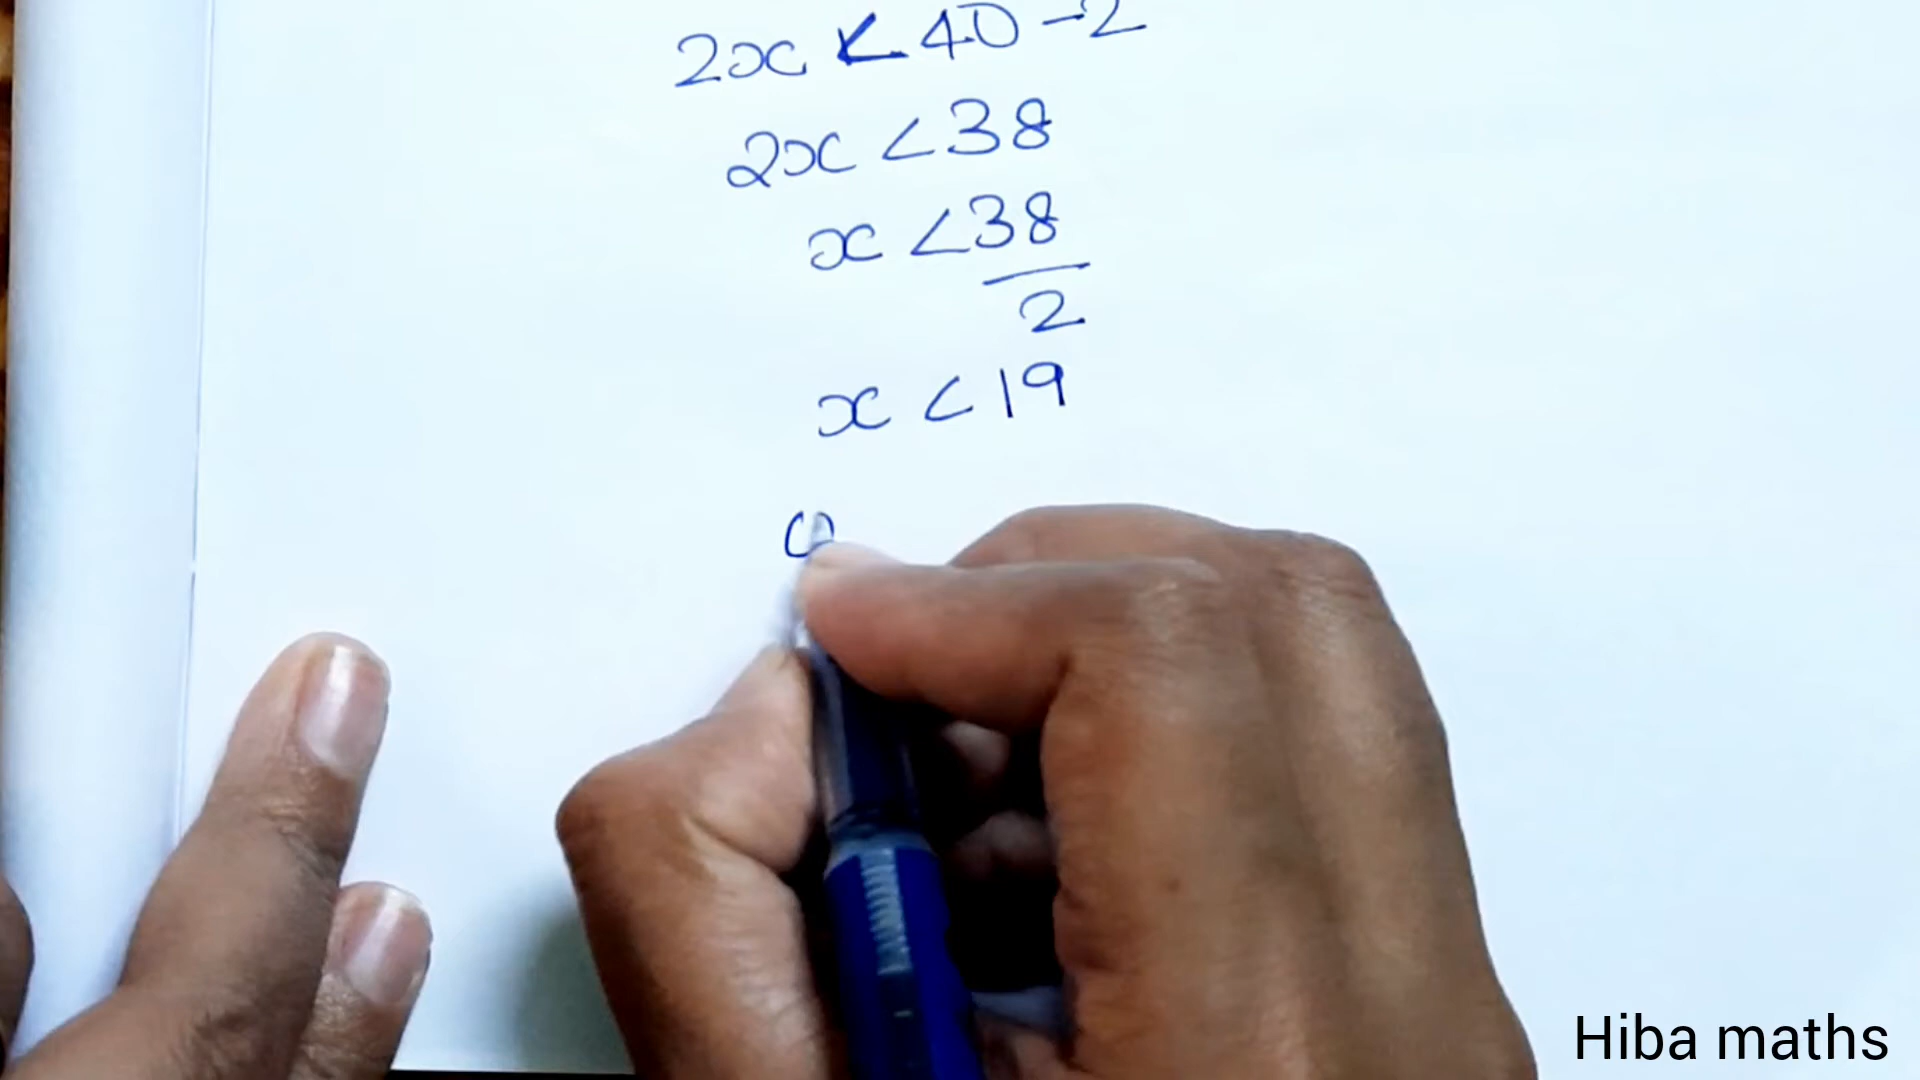 2x < 40 - 2
2x < 38
x < 38
2
x < 19
Hiba maths